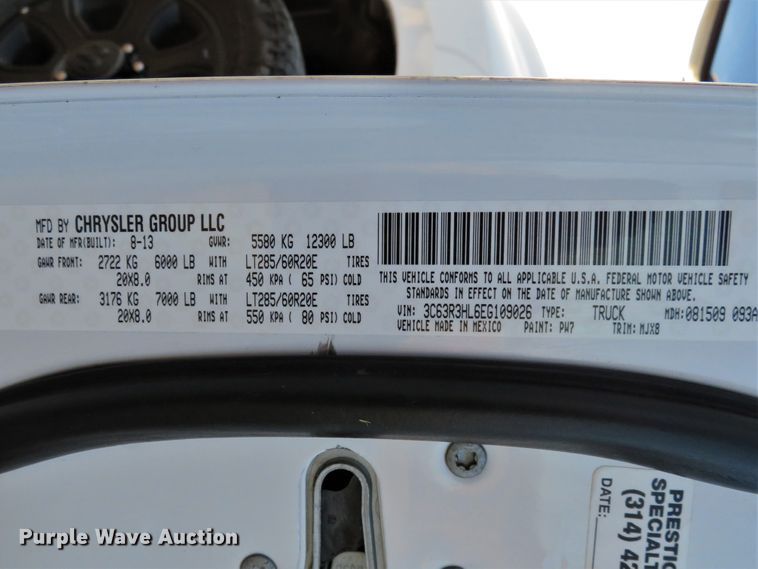 MFD BY CHRYSLER GROUP LLC
DATE OF MFR(BUILT): 8-13 GVWR: 5580 KG 12300 LB
GAWR FRONT: 2722 KG 6000 LB WITH LT285/60R20E TIRES
20X8.0 RIMS AT 450 KPA ( 65 PSI) COLD
GAWR REAR: 3176 KG 7000 LB WITH LT285/60R20E TIRES
20X8.0 RIMS AT 550 KPA ( 80 PSI) COLD
THIS VEHICLE CONFORMS TO ALL APPLICABLE U.S.A. FEDERAL MOTOR VEHICLE SAFETY
STANDARDS IN EFFECT ON THE DATE OF MANUFACTURE SHOWN ABOVE.
VIN: 3C63R3HL6EG109026 TYPE: TRUCK MDH: 081509 093A
VEHICLE MADE IN MEXICO PAINT: PW7 TRIM: MJX8
PRESTIG
SPECIALT
(314) 42
DATE:
Purple Wave Auction